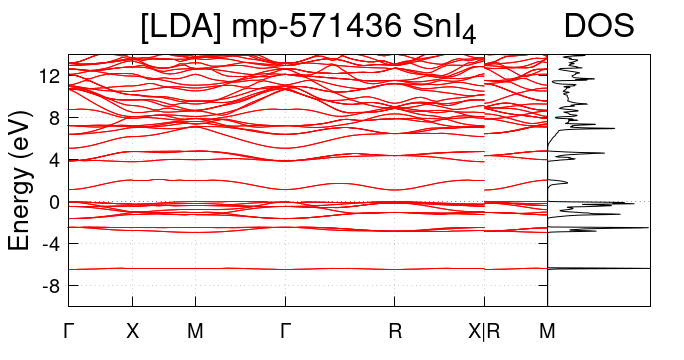 [LDA] mp-571436 SnI4 DOS
Energy (eV)
12
8
4
0
-4
-8
Γ X M Γ R X|R M